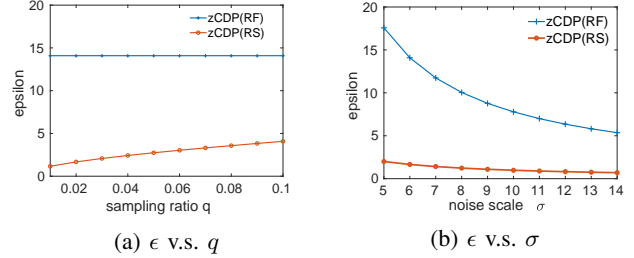 20
15
10
5
0
epsilon
zCDP(RF)
zCDP(RS)
0.02 0.04 0.06 0.08 0.1
sampling ratio q
(a) ϵ v.s. q
20
15
10
5
0
epsilon
zCDP(RF)
zCDP(RS)
5 6 7 8 9 10 11 12 13 14
noise scale σ
(b) ϵ v.s. σ